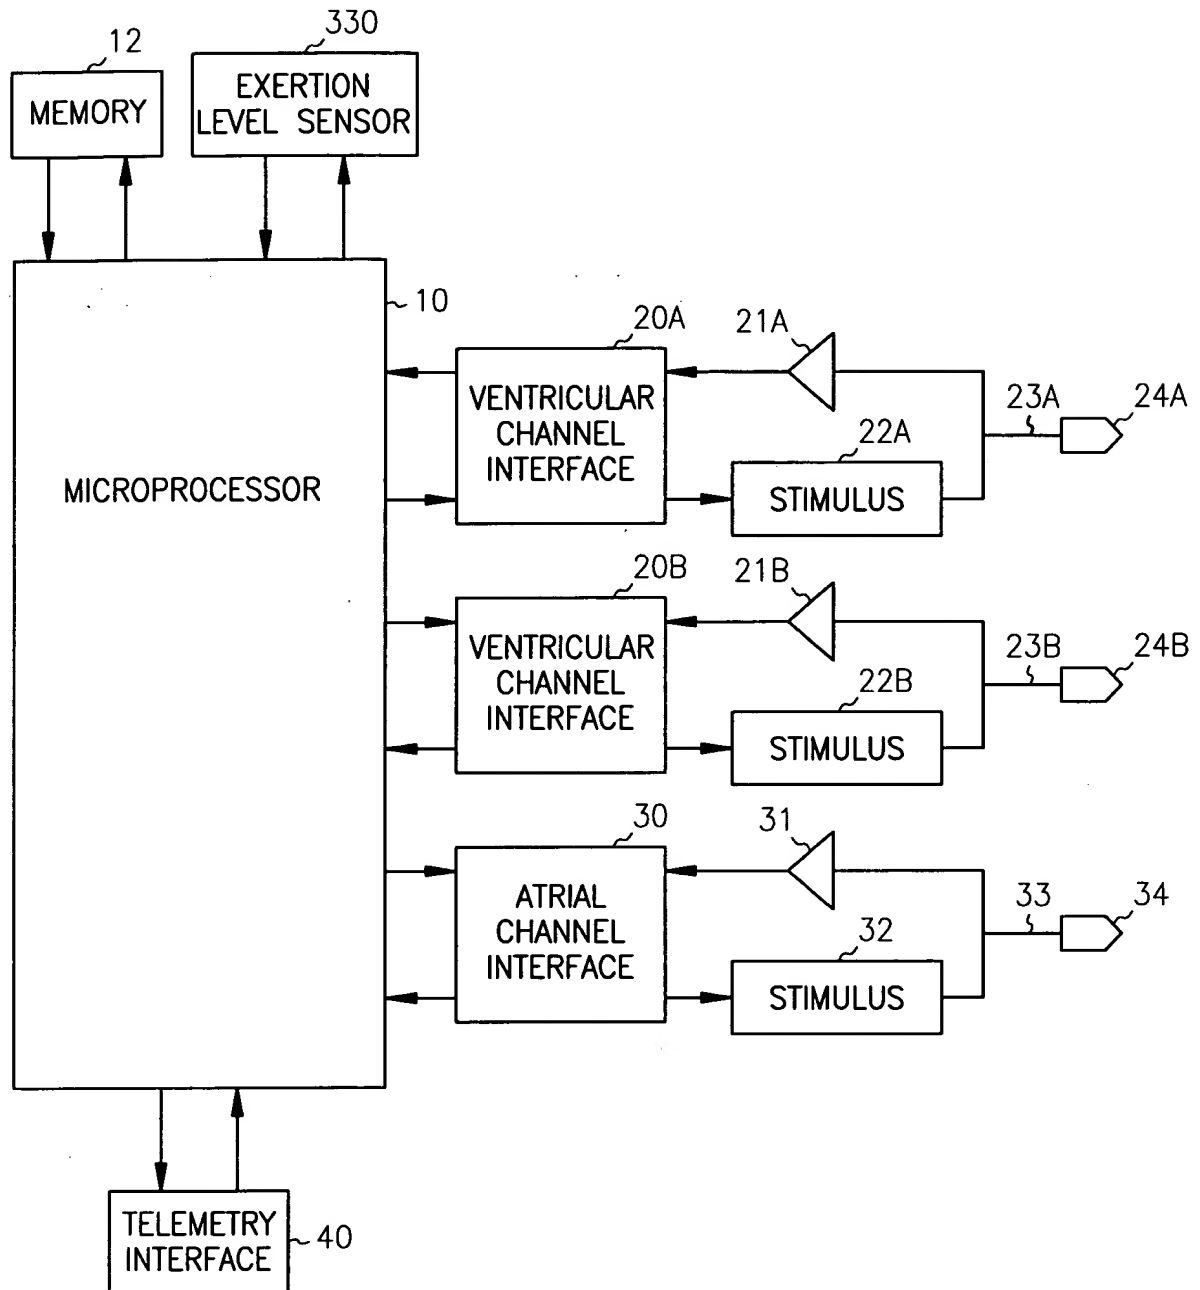 330
12
EXERTION
LEVEL SENSOR
MEMORY
10
20A
21A
VENTRICULAR
CHANNEL
INTERFACE
23A
24A
22A
STIMULUS
MICROPROCESSOR
20B
21B
VENTRICULAR
CHANNEL
INTERFACE
23B
24B
22B
STIMULUS
30
31
ATRIAL
CHANNEL
INTERFACE
33
34
32
STIMULUS
TELEMETRY
INTERFACE
40